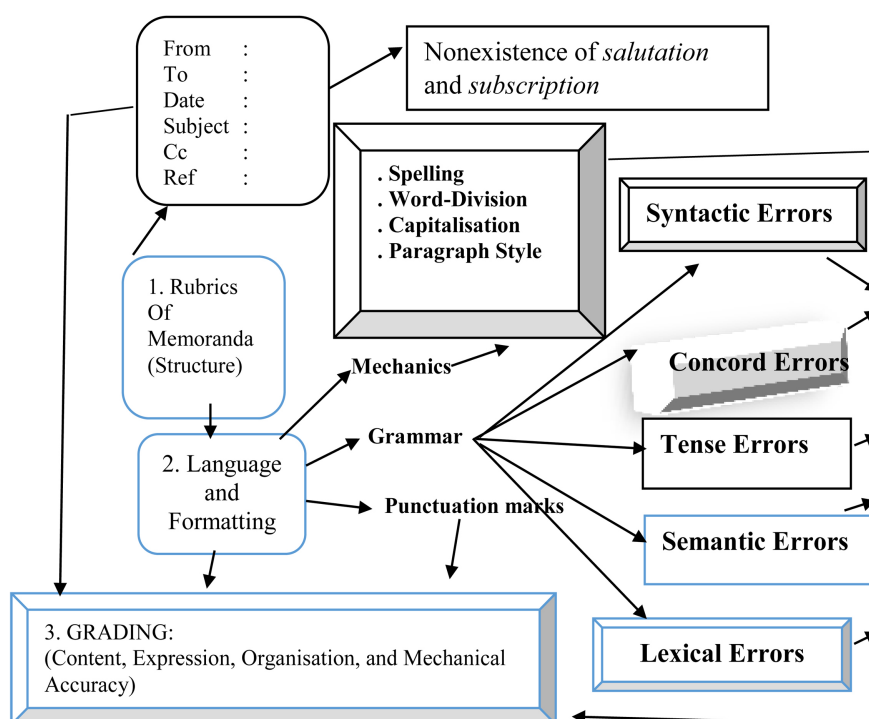 From :
To :
Date :
Subject :
Cc :
Ref :
Nonexistence of salutation
and subscription
. Spelling
. Word-Division
. Capitalisation
. Paragraph Style
Syntactic Errors
1. Rubrics
Of
Memoranda
(Structure)
Mechanics
Concord Errors
Grammar
Tense Errors
2. Language
and
Formatting
Punctuation marks
Semantic Errors
3. GRADING:
(Content, Expression, Organisation, and Mechanical
Accuracy)
Lexical Errors